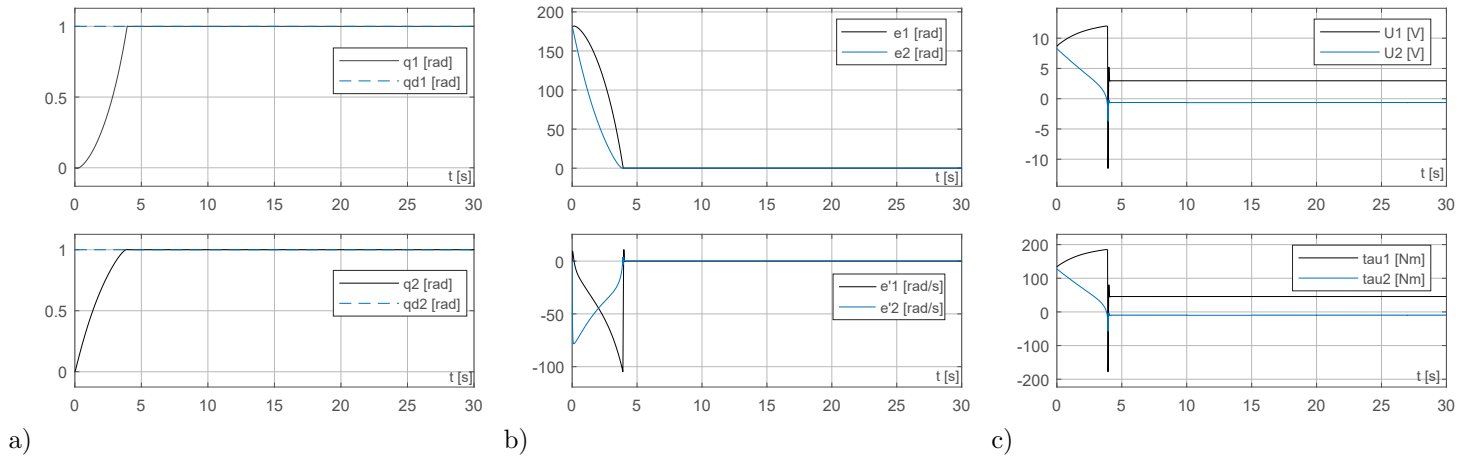 1
0.5
0
q1 [rad]
qd1 [rad]
t [s]
0 5 10 15 20 25 30
1
0.5
0
q2 [rad]
qd2 [rad]
t [s]
0 5 10 15 20 25 30
a)
200
150
100
50
0
e1 [rad]
e2 [rad]
t [s]
0 5 10 15 20 25 30
0
-50
-100
e'1 [rad/s]
e'2 [rad/s]
t [s]
0 5 10 15 20 25 30
b)
10
5
0
-5
-10
U1 [V]
U2 [V]
t [s]
0 5 10 15 20 25 30
200
100
0
-100
-200
tau1 [Nm]
tau2 [Nm]
t [s]
0 5 10 15 20 25 30
c)